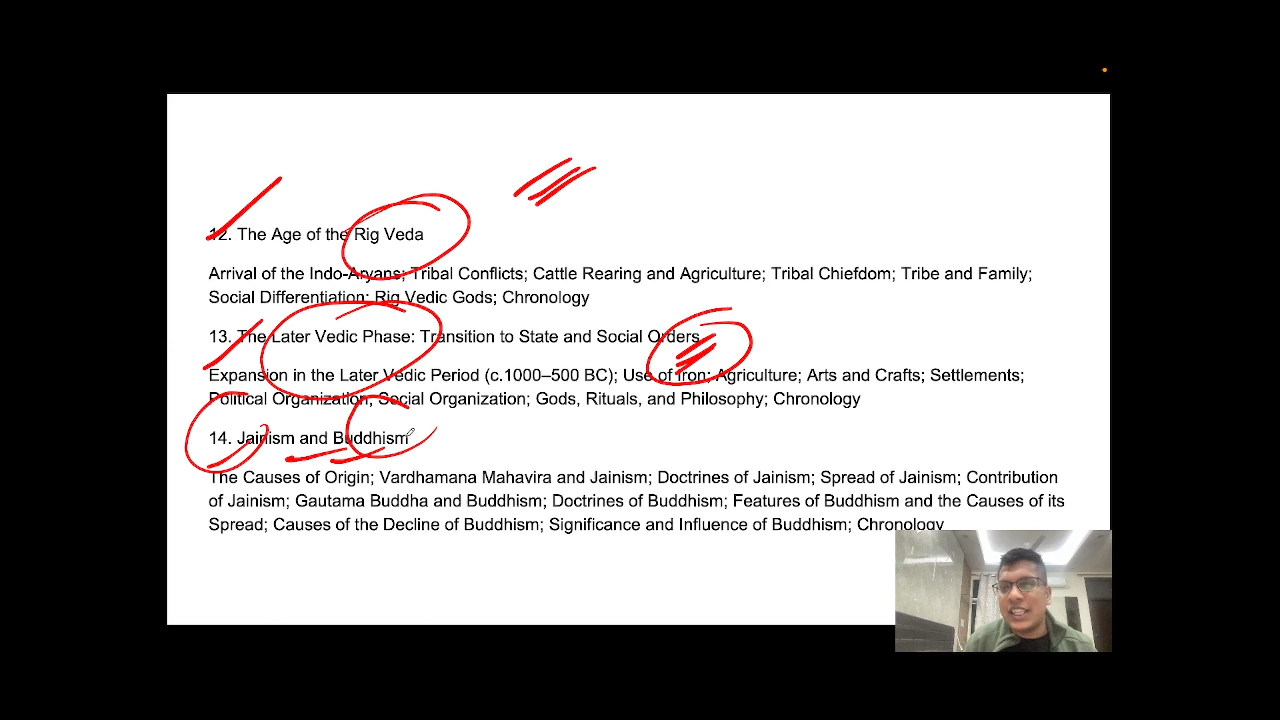 12. The Age of the Rig Veda
Arrival of the Indo-Aryans; Tribal Conflicts; Cattle Rearing and Agriculture; Tribal Chiefdom; Tribe and Family;
Social Differentiation; Rig Vedic Gods; Chronology
13. The Later Vedic Phase: Transition to State and Social Orders
Expansion in the Later Vedic Period (c.1000–500 BC); Use of Iron; Agriculture; Arts and Crafts; Settlements;
Political Organization; Social Organization; Gods, Rituals, and Philosophy; Chronology
14. Jainism and Buddhism
The Causes of Origin; Vardhamana Mahavira and Jainism; Doctrines of Jainism; Spread of Jainism; Contribution
of Jainism; Gautama Buddha and Buddhism; Doctrines of Buddhism; Features of Buddhism and the Causes of its
Spread; Causes of the Decline of Buddhism; Significance and Influence of Buddhism; Chronology